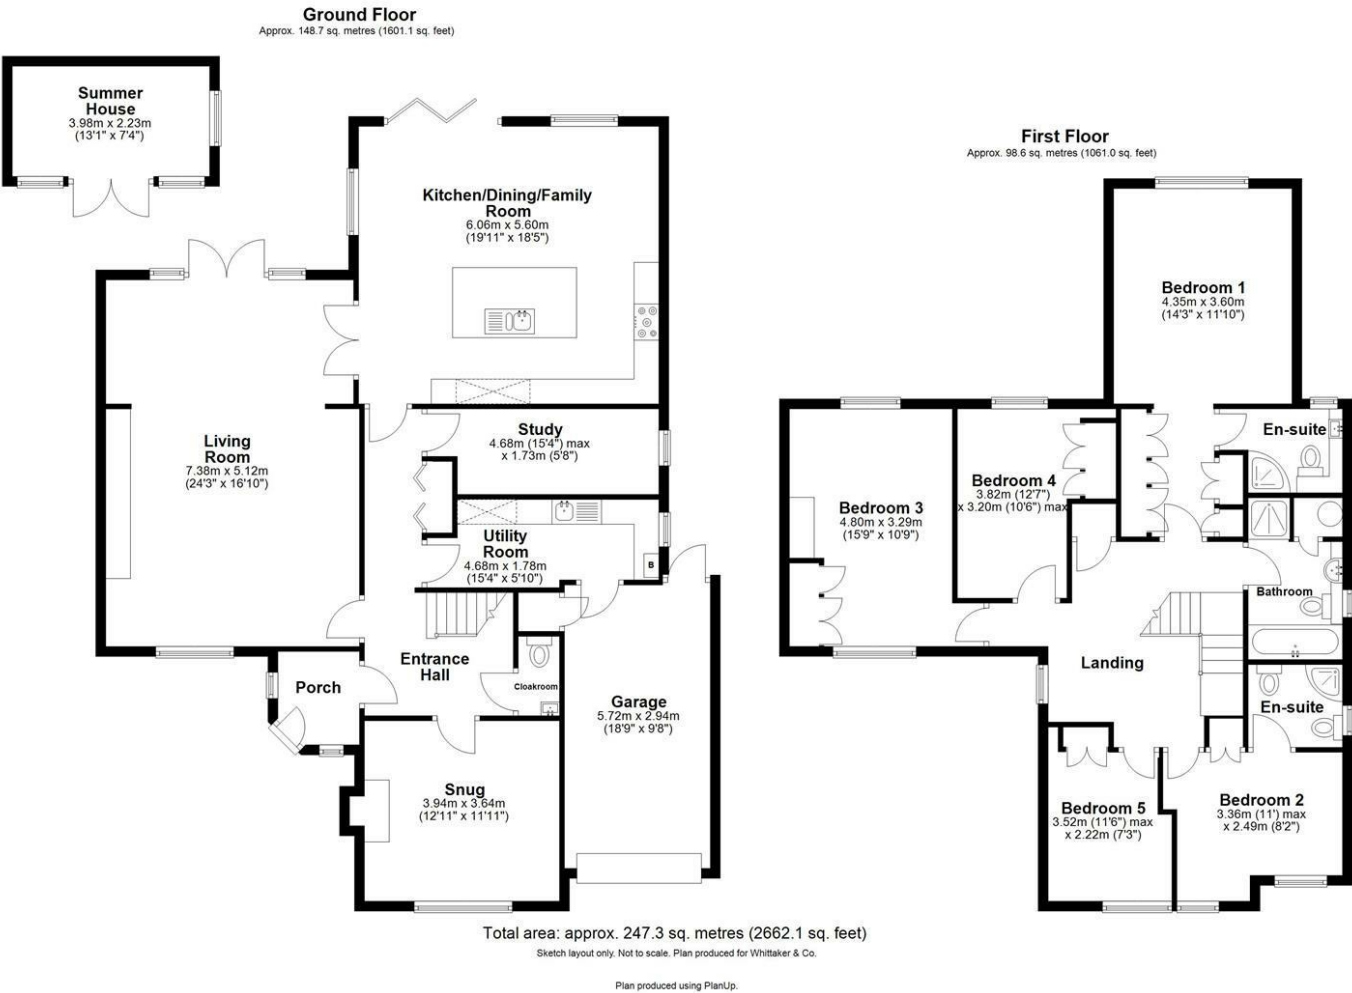 Ground Floor
Approx. 148.7 sq. metres (1601.1 sq. feet)
Summer
House
3.98m x 2.23m
(13'1" x 7'4")
Kitchen/Dining/Family
Room
6.06m x 5.60m
(19'11" x 18'5")
Living
Room
7.38m x 5.12m
(24'3" x 16'10")
Study
4.68m (15'4") max
x 1.73m (5'8")
Utility
Room
4.68m x 1.78m
(15'4" x 5'10")
B
Entrance
Hall
Cloakroom
Porch
Garage
5.72m x 2.94m
(18'9" x 9'8")
Snug
3.94m x 3.64m
(12'11" x 11'11")
First Floor
Approx. 98.6 sq. metres (1061.0 sq. feet)
Bedroom 1
4.35m x 3.60m
(14'3" x 11'10")
En-suite
Bedroom 4
3.82m (12'7")
x 3.20m (10'6") max
Bedroom 3
4.80m x 3.29m
(15'9" x 10'9")
Bathroom
Landing
En-suite
Bedroom 5
3.52m (11'6") max
x 2.22m (7'3")
Bedroom 2
3.36m (11') max
x 2.49m (8'2")
Total area: approx. 247.3 sq. metres (2662.1 sq. feet)
Sketch layout only. Not to scale. Plan produced for Whittaker & Co.
Plan produced using PlanUp.